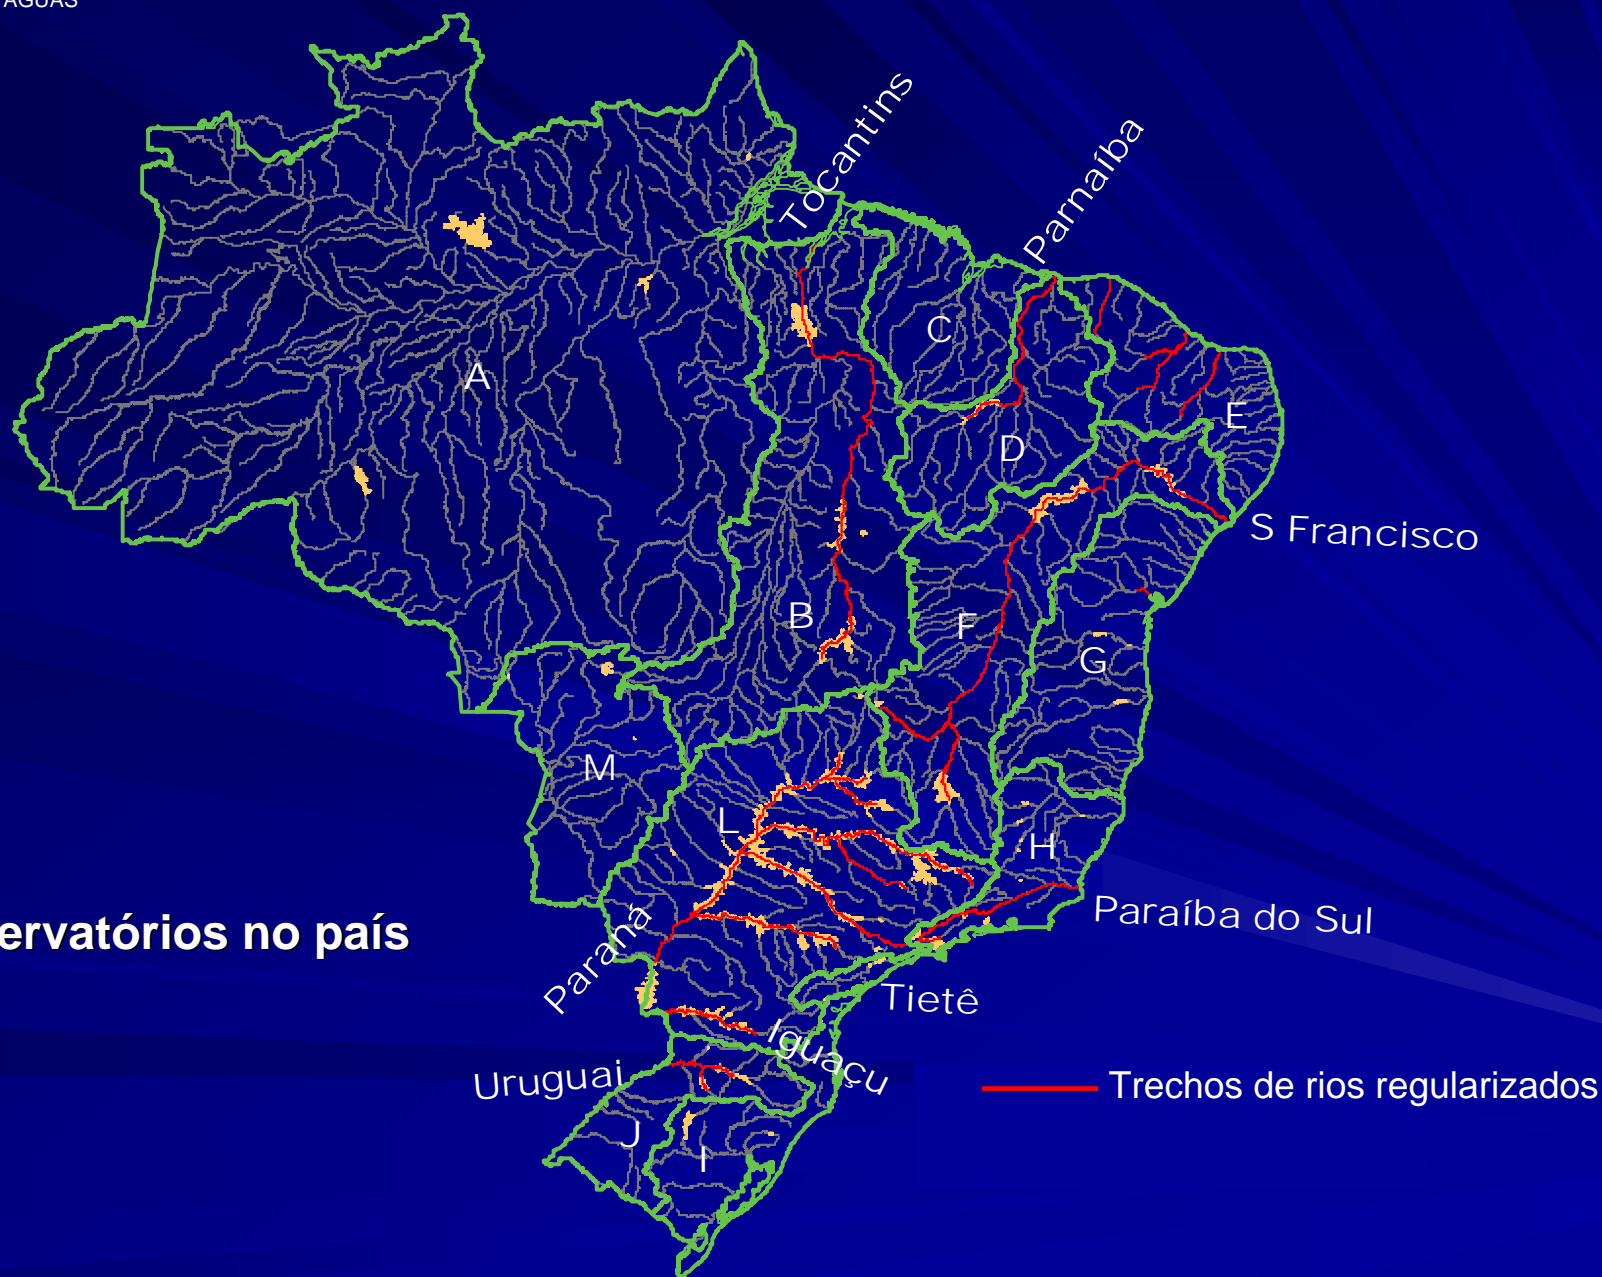 Tocantins
Parnaíba
C
A
E
D
S Francisco
B
F
G
M
L
H
ervatórios no país
Paraná
Paraíba do Sul
Tietê
Iguaçu
Uruguai
Trechos de rios regularizados
J
I